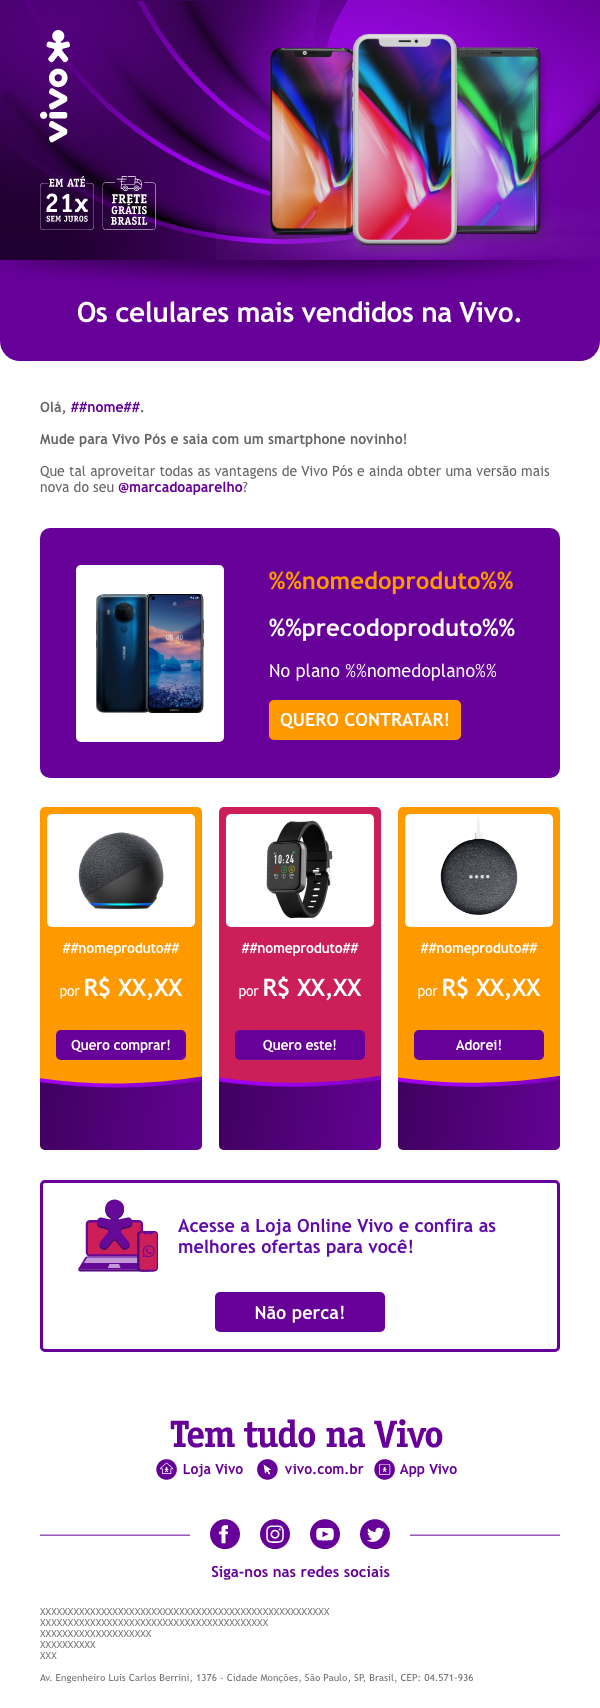 vivo
EM ATÉ
21x
SEM JUROS
FRETE
GRÁTIS
BRASIL
Os celulares mais vendidos na Vivo.
Olá, ##nome##.
Mude para Vivo Pós e saia com um smartphone novinho!
Que tal aproveitar todas as vantagens de Vivo Pós e ainda obter uma versão mais
nova do seu @marcadoaparelho?
%%nomedoproduto%%
%%precodoproduto%%
No plano %%nomedoplano%%
QUERO CONTRATAR!
10:24
##nomeproduto##
por R$ XX,XX
Quero comprar!
##nomeproduto##
por R$ XX,XX
Quero este!
##nomeproduto##
por R$ XX,XX
Adorei!
Acesse a Loja Online Vivo e confira as
melhores ofertas para você!
Não perca!
Tem tudo na Vivo
Loja Vivo
vivo.com.br
App Vivo
Siga-nos nas redes sociais
XXXXXXXXXXXXXXXXXXXXXXXXXXXXXXXXXXXXXXXXXXXXXXXXXXXX
XXXXXXXXXXXXXXXXXXXXXXXXXXXXXXXXXXXXXXXXX
XXXXXXXXXXXXXXXXXXXX
XXXXXXXXXX
XXX
Av. Engenheiro Luis Carlos Berrini, 1376 - Cidade Monções, São Paulo, SP, Brasil, CEP: 04.571-936